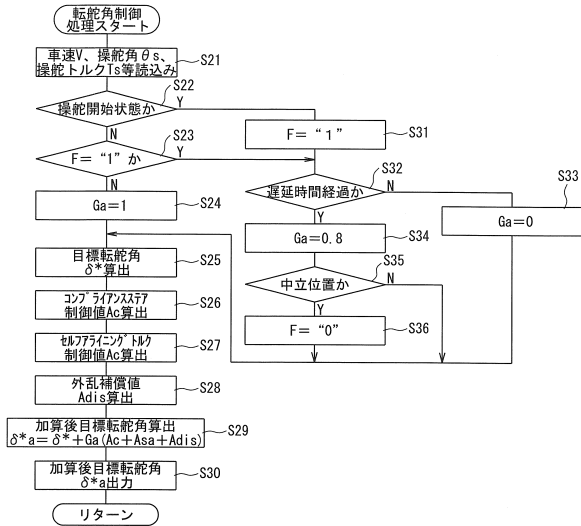 転舵角制御
処理スタート
車速V、操舵角θs、
操舵トルクTs等読込み
S21
操舵開始状態か
S22
Y
N
F=“1”か
S23
Y
N
Ga=1
S24
目標転舵角
δ*算出
S25
コンプライアンスステア
制御値Ac算出
S26
セルフアライニングトルク
制御値Ac算出
S27
外乱補償値
Adis算出
S28
加算後目標転舵角算出
δ*a=δ*+Ga(Ac+Asa+Adis)
S29
加算後目標転舵角
δ*a出力
S30
リターン
F=“1”
S31
遅延時間経過か
S32
N
Y
Ga=0
S33
Ga=0.8
S34
中立位置か
S35
N
Y
F=“0”
S36